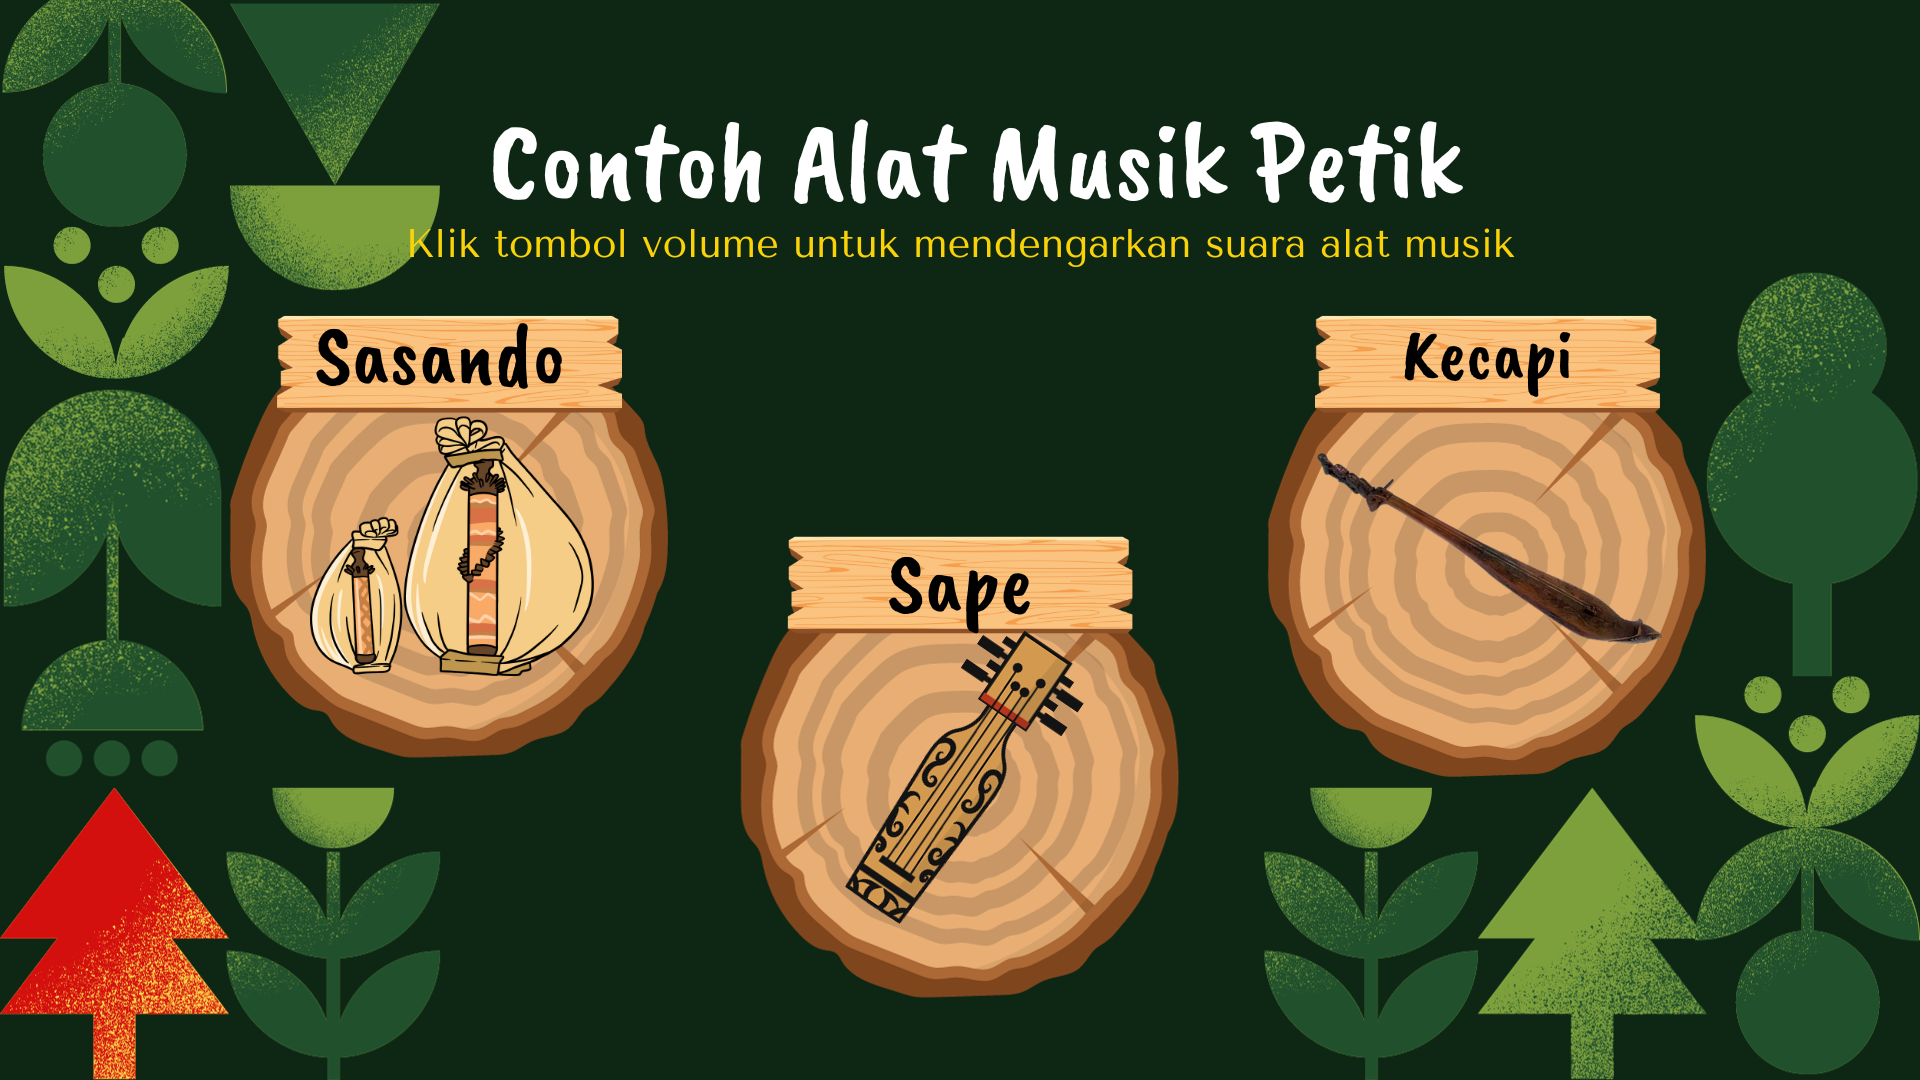 Contoh Alat Musik Petik
Klik tombol volume untuk mendengarkan suara alat musik
Sasando
Kecapi
Sape